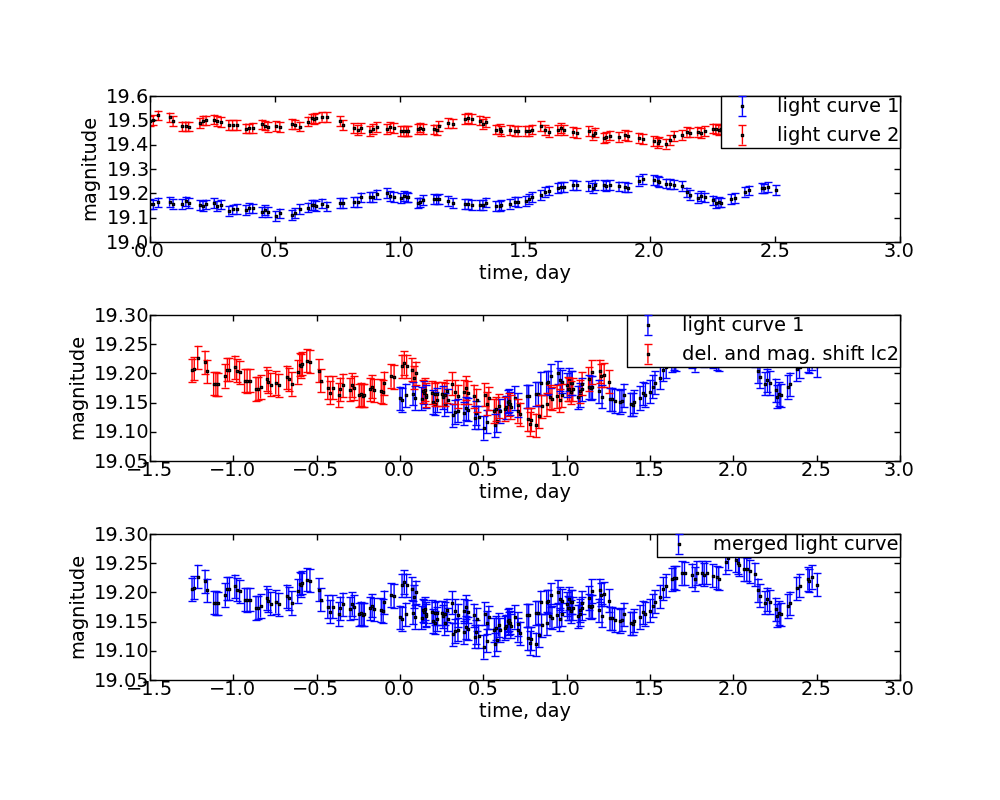 19.6
19.5
19.4
19.3
19.2
19.1
19.0
magnitude
light curve 1
light curve 2
0.0 0.5 1.0 1.5 2.0 2.5 3.0
time, day
19.30
19.25
19.20
19.15
19.10
19.05
magnitude
light curve 1
del. and mag. shift lc2
−1.5 −1.0 −0.5 0.0 0.5 1.0 1.5 2.0 2.5 3.0
time, day
19.30
19.25
19.20
19.15
19.10
19.05
magnitude
merged light curve
−1.5 −1.0 −0.5 0.0 0.5 1.0 1.5 2.0 2.5 3.0
time, day